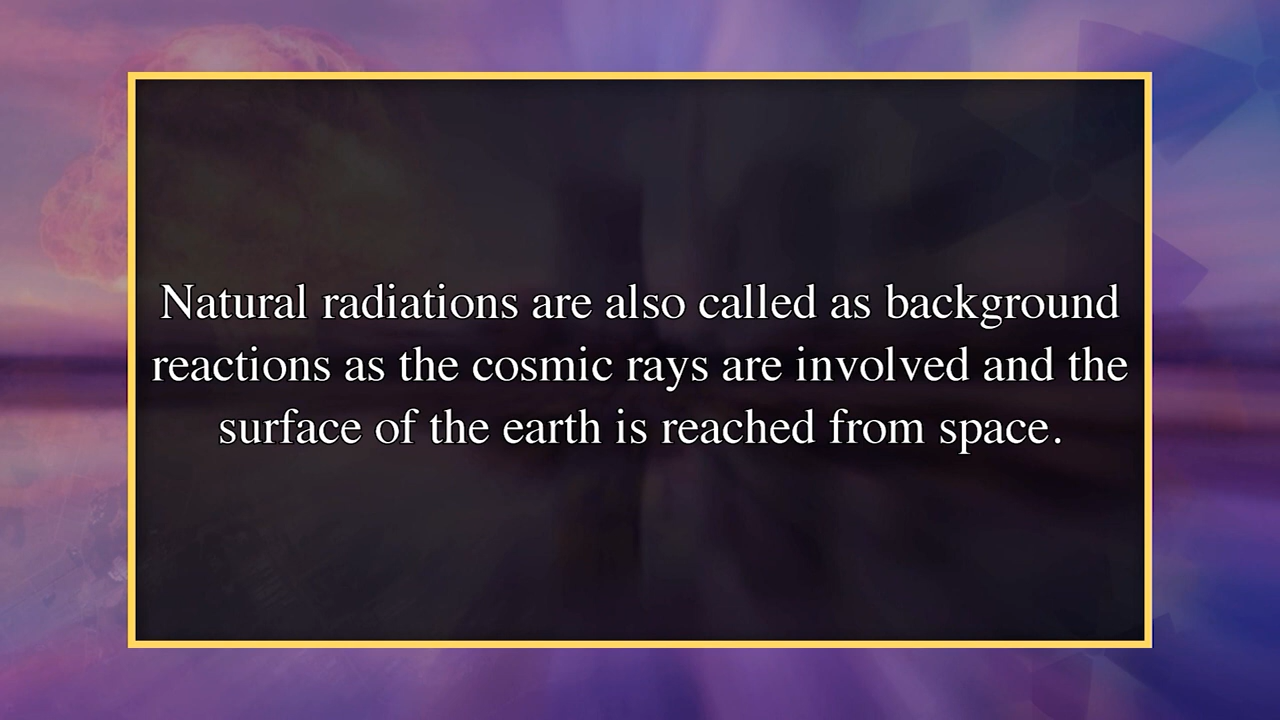 Natural radiations are also called as background
reactions as the cosmic rays are involved and the
surface of the earth is reached from space.